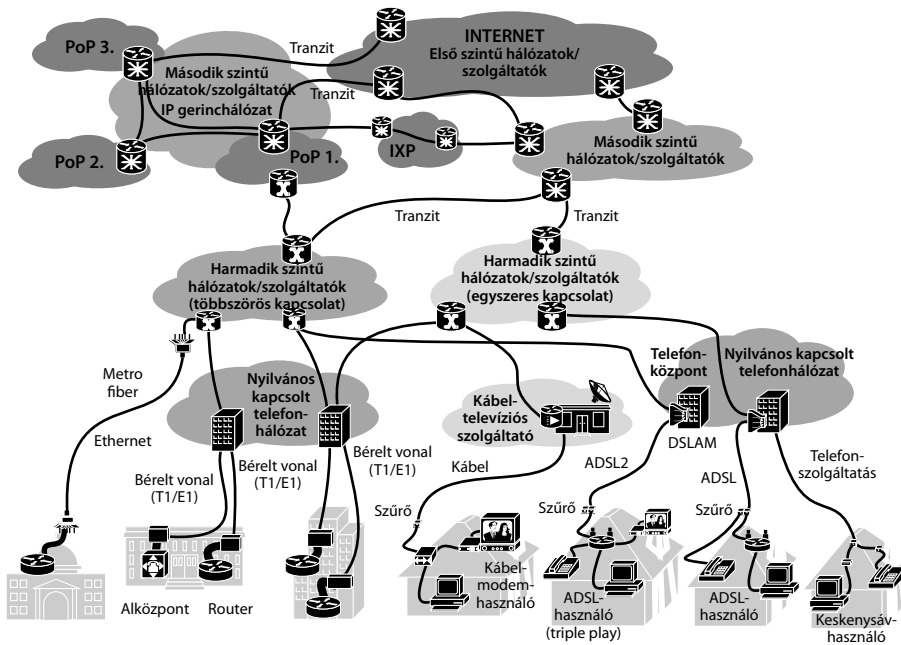 INTERNET
Első szintű hálózatok/
szolgáltatók
PoP 3.
Tranzit
Második szintű
hálózatok/szolgáltatók
IP gerinchálózat
Tranzit
PoP 2.
PoP 1.
IXP
Második szintű
hálózatok/szolgáltatók
Tranzit
Tranzit
Harmadik szintű
hálózatok/szolgáltatók
(többszörös kapcsolat)
Harmadik szintű
hálózatok/szolgáltatók
(egyszeres kapcsolat)
Metro
fiber
Ethernet
Nyilvános
kapcsolt
telefon-
hálózat
Kábel-
televíziós
szolgáltató
Telefon-
központ
Nyilvános kapcsolt
telefonhálózat
DSLAM
Bérelt vonal
(T1/E1)
Bérelt vonal
(T1/E1)
Bérelt vonal
(T1/E1)
Kábel
ADSL2
ADSL
Telefon-
szolgáltatás
Szűrő
Szűrő
Szűrő
Alközpont
Router
Kábel-
modem-
használó
ADSL-
használó
(triple play)
ADSL-
használó
Keskenysáv-
használó